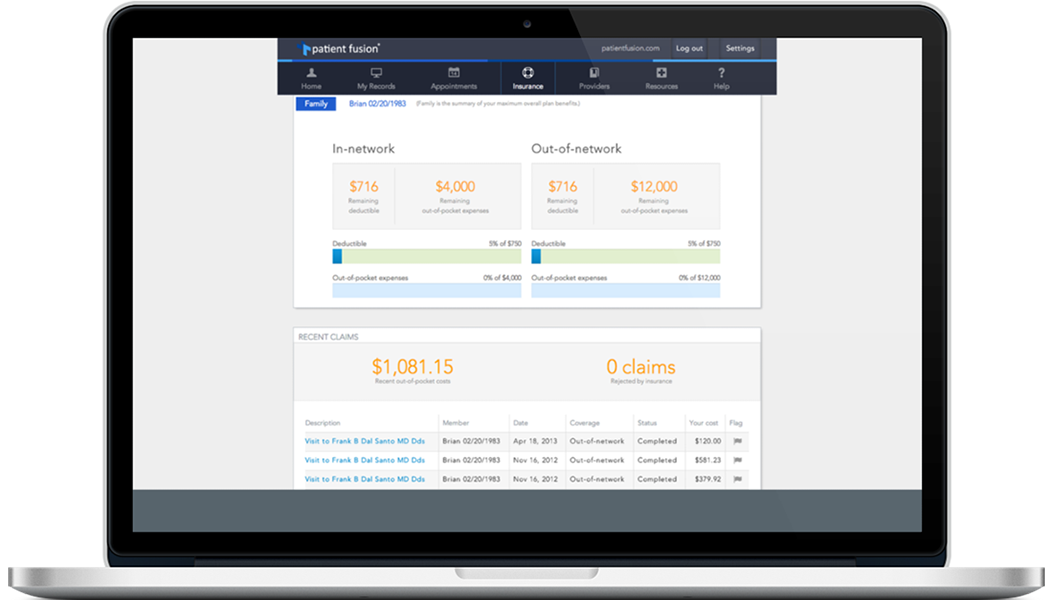 patient fusion®
patientfusion.com Log out Settings
Home My Records Appointments Insurance Providers Resources Help
Family Brian 02/20/1983 (Family is the summary of your maximum overall plan benefits.)
In-network Out-of-network
$716 $4,000 $716 $12,000
Remaining deductible Remaining out-of-pocket expenses Remaining deductible Remaining out-of-pocket expenses
Deductible 5% of $750 Deductible 5% of $750
Out-of-pocket expenses 0% of $4,000 Out-of-pocket expenses 0% of $12,000
RECENT CLAIMS
$1,081.15 0 claims
Recent out-of-pocket costs Rejected by insurance
Description Member Date Coverage Status Your cost Flag
Visit to Frank B Dal Santo MD Dds Brian 02/20/1983 Apr 18, 2013 Out-of-network Completed $120.00
Visit to Frank B Dal Santo MD Dds Brian 02/20/1983 Nov 16, 2012 Out-of-network Completed $581.23
Visit to Frank B Dal Santo MD Dds Brian 02/20/1983 Nov 16, 2012 Out-of-network Completed $379.92